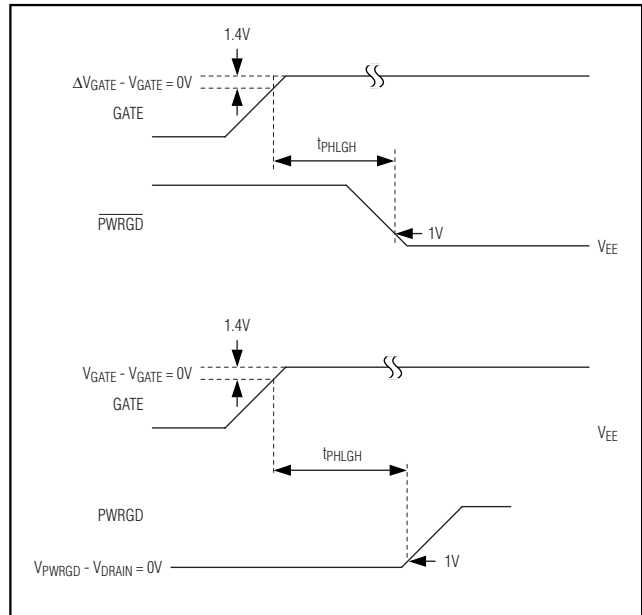 1.4V
ΔVGATE - VGATE = 0V
GATE
tPHLGH
PWRGD
1V
VEE
1.4V
VGATE - VGATE = 0V
GATE
VEE
tPHLGH
PWRGD
1V
VPWRGD - VDRAIN = 0V